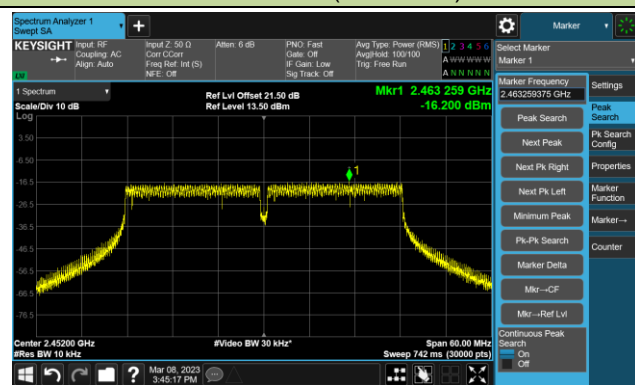 Spectrum Analyzer 1
Swept SA
Marker
KEYSIGHT
Input: RF
Coupling: AC
Align: Auto
Input Z: 50 Ω
Corr CCorr
Freq Ref: Int (S)
NFE: Off
Atten: 6 dB
PNO: Fast
Gate: Off
IF Gain: Low
Sig Track: Off
Avg Type: Power (RMS)
Avg|Hold: 100/100
Trig: Free Run
1 2 3 4 5 6
A W W W W W
A N N N N N
LW
Select Marker
Marker 1
Marker Frequency
2.463259375 GHz
Settings
Peak Search
Peak
Search
Next Peak
Pk Search
Config
Next Pk Right
Properties
Next Pk Left
Marker
Function
Minimum Peak
Marker→
Pk-Pk Search
Counter
Marker Delta
Mkr→CF
Mkr→Ref Lvl
Continuous Peak
Search
On
Off
1 Spectrum
Scale/Div 10 dB
Ref Lvl Offset 21.50 dB
Ref Level 13.50 dBm
Mkr1 2.463 259 GHz
-16.200 dBm
Log
3.50
-6.50
1
-16.5
-26.5
-36.5
-46.5
-56.5
-66.5
-76.5
Center 2.45200 GHz
#Res BW 10 kHz
#Video BW 30 kHz*
Span 60.00 MHz
Sweep 742 ms (30000 pts)
?
Mar 08, 2023
3:45:17 PM